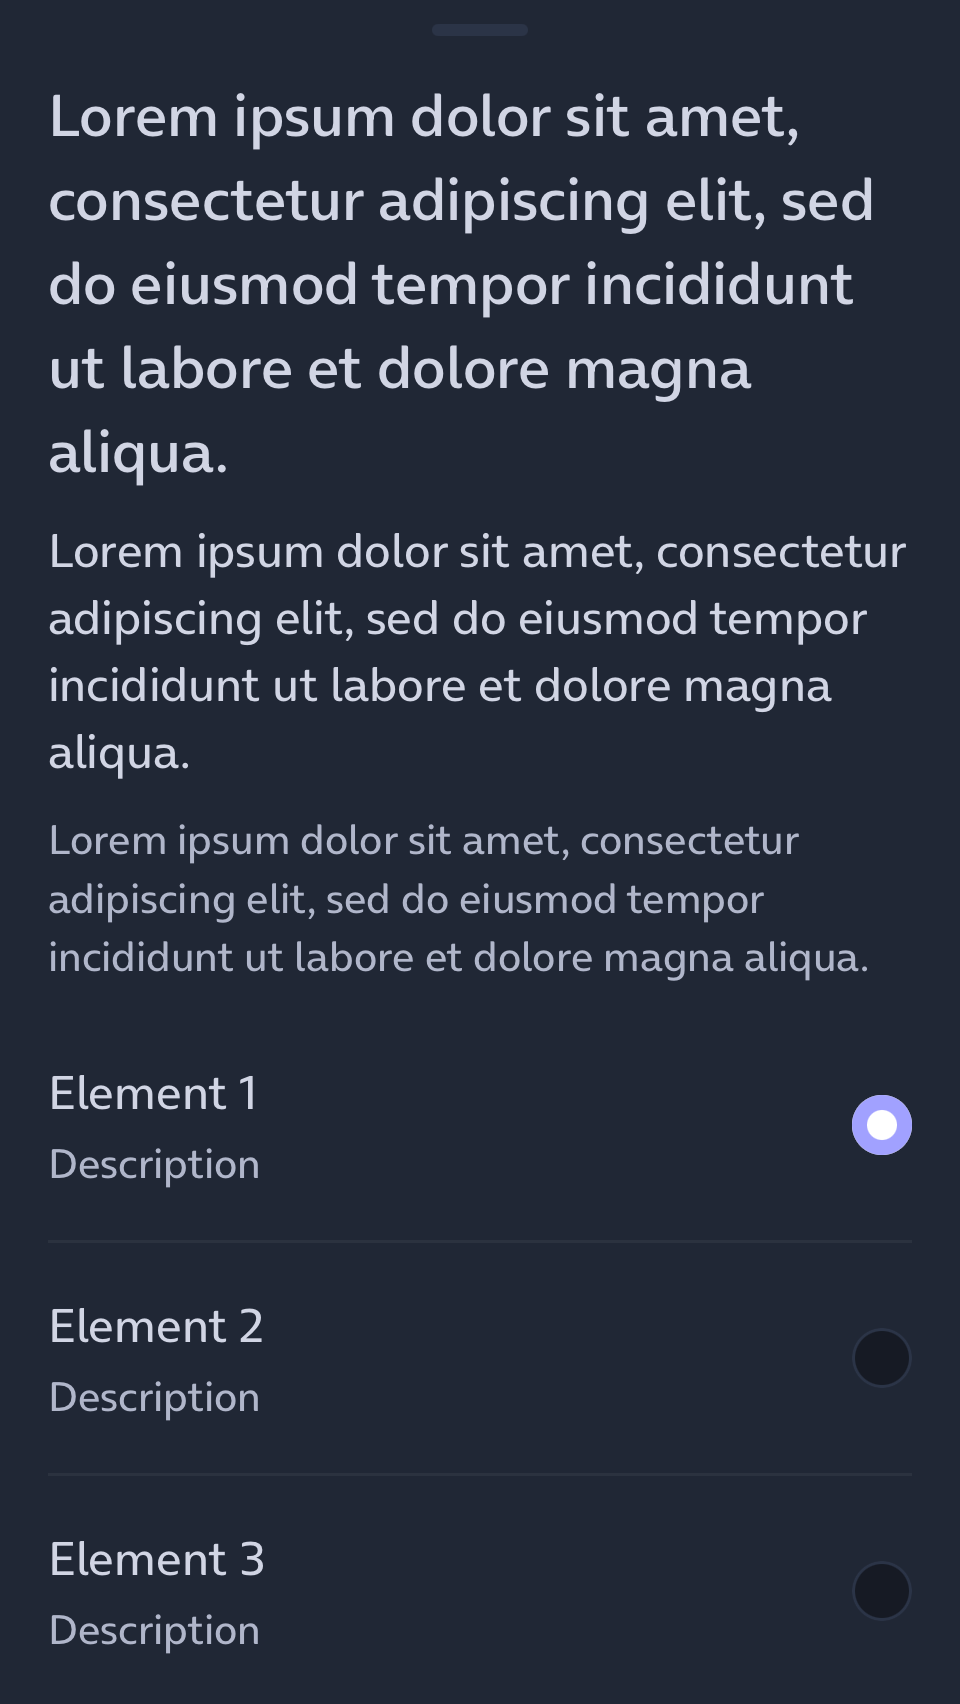 Lorem ipsum dolor sit amet,
consectetur adipiscing elit, sed
do eiusmod tempor incididunt
ut labore et dolore magna
aliqua.
Lorem ipsum dolor sit amet, consectetur
adipiscing elit, sed do eiusmod tempor
incididunt ut labore et dolore magna
aliqua.
Lorem ipsum dolor sit amet, consectetur
adipiscing elit, sed do eiusmod tempor
incididunt ut labore et dolore magna aliqua.
Element 1
Description
Element 2
Description
Element 3
Description